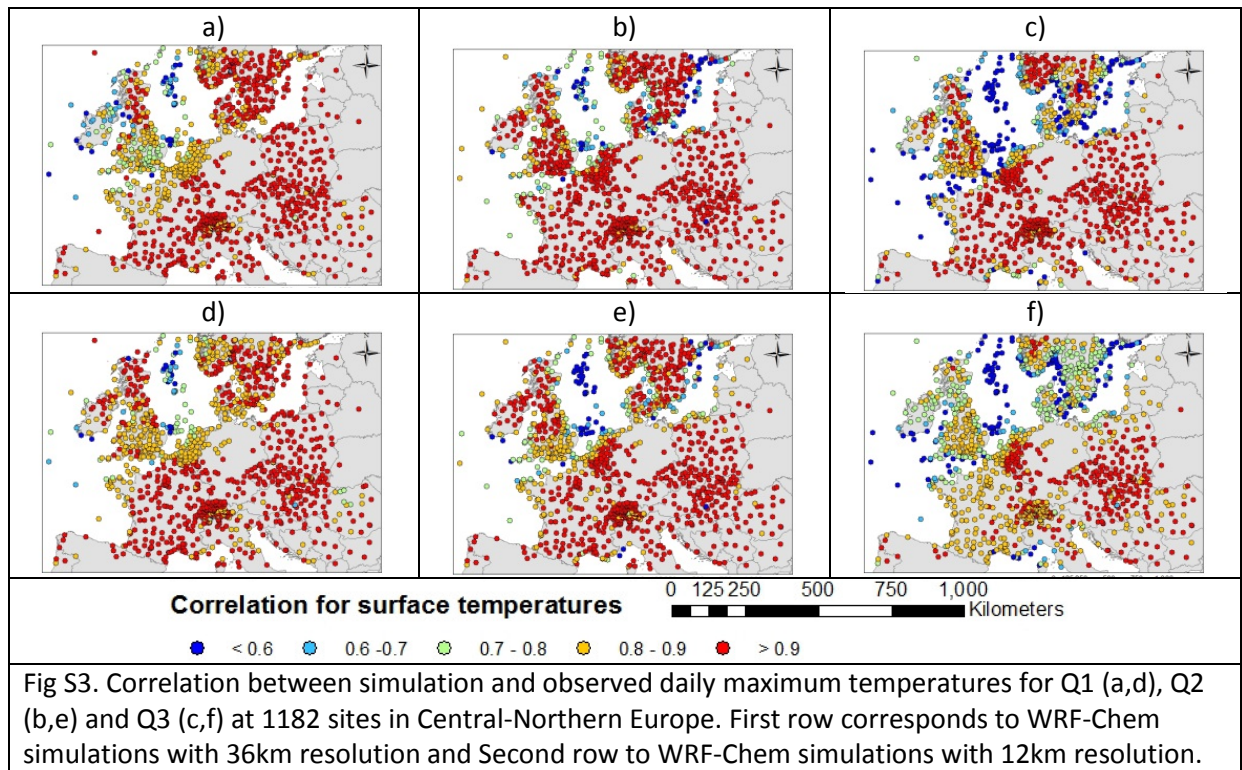 a)
b)
c)
d)
e)
f)
Correlation for surface temperatures
0 125 250 500 750 1,000
Kilometers
< 0.6 0.6 -0.7 0.7 - 0.8 0.8 - 0.9 > 0.9
Fig S3. Correlation between simulation and observed daily maximum temperatures for Q1 (a,d), Q2
(b,e) and Q3 (c,f) at 1182 sites in Central-Northern Europe. First row corresponds to WRF-Chem
simulations with 36km resolution and Second row to WRF-Chem simulations with 12km resolution.